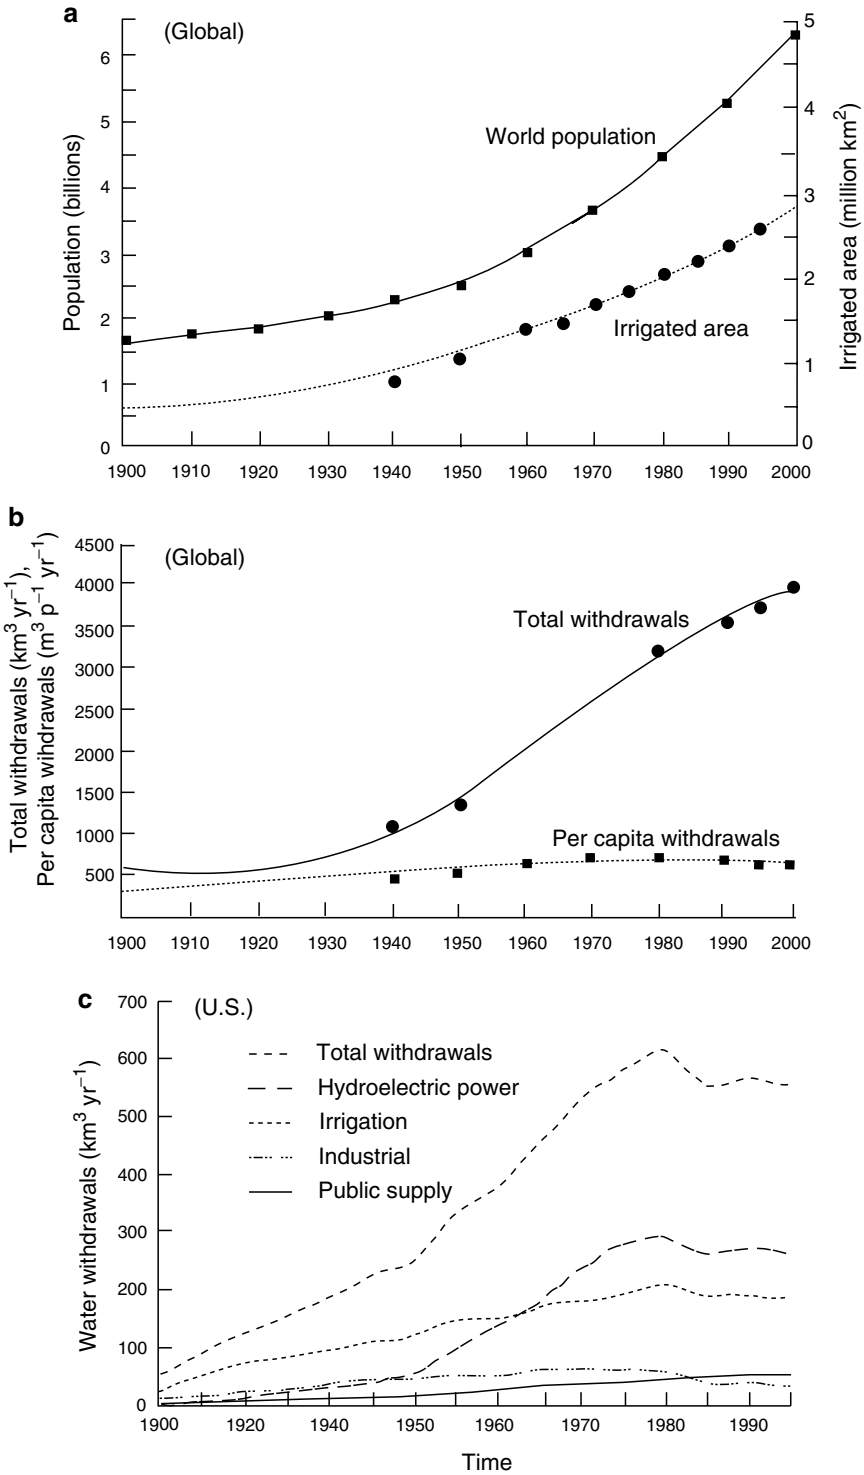 a
(Global)
6
5
4
3
2
1
0
Population (billions)
World population
Irrigated area
5
4
3
2
1
0
Irrigated area (million km²)
1900 1910 1920 1930 1940 1950 1960 1970 1980 1990 2000
b
(Global)
4500
4000
3500
3000
2500
2000
1500
1000
500
Total withdrawals (km³ yr⁻¹),
Per capita wihdrawals (m³ p⁻¹ yr⁻¹)
Total withdrawals
Per capita withdrawals
1900 1910 1920 1930 1940 1950 1960 1970 1980 1990 2000
c
(U.S.)
700
600
500
400
300
200
100
0
Water withdrawals (km³ yr⁻¹)
Total withdrawals
Hydroelectric power
Irrigation
Industrial
Public supply
1900 1920 1940 1950 1960 1970 1980 1990
Time